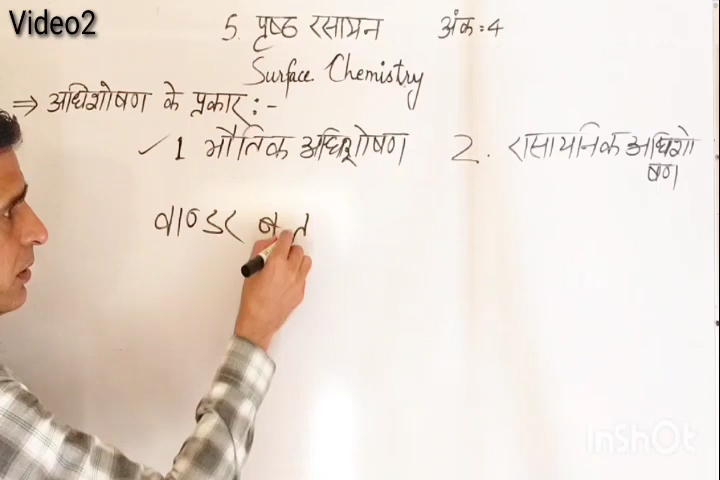 Video2
5. पृष्ठ रसायन अंक:4
Surface Chemistry
⇒ अधिशोषण के प्रकार:-
✓ 1 भौतिक अधिशोषण 2. रासायनिक अधिशो
षण
वाण्डर
InShOt